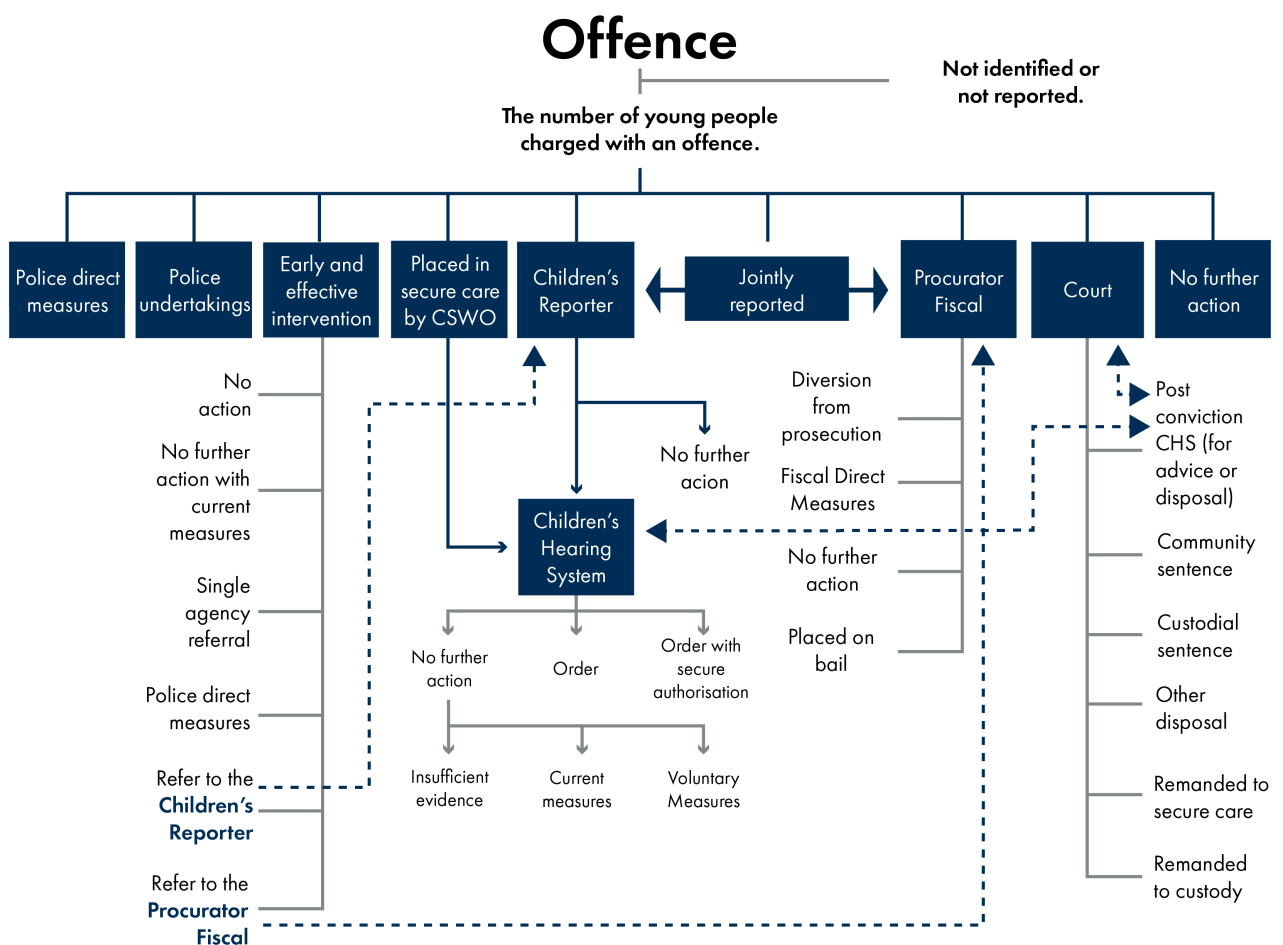 Offence
Not identified or
not reported.
The number of young people
charged with an offence.
Police direct
measures
Police
undertakings
Early and
effective
intervention
Placed in
secure care
by CSWO
Children's
Reporter
Jointly
reported
Procurator
Fiscal
Court
No further
action
No
action
No further
action with
current
measures
Single
agency
referral
Police direct
measures
Refer to the
Children's
Reporter
Refer to the
Procurator
Fiscal
No further
acion
Children's
Hearing
System
No further
action
Order
Order with
secure
authorisation
Insufficient
evidence
Current
measures
Voluntary
Measures
Diversion
from
prosecution
Fiscal Direct
Measures
No further
action
Placed on
bail
Post
conviction
CHS (for
advice or
disposal)
Community
sentence
Custodial
sentence
Other
disposal
Remanded to
secure care
Remanded
to custody